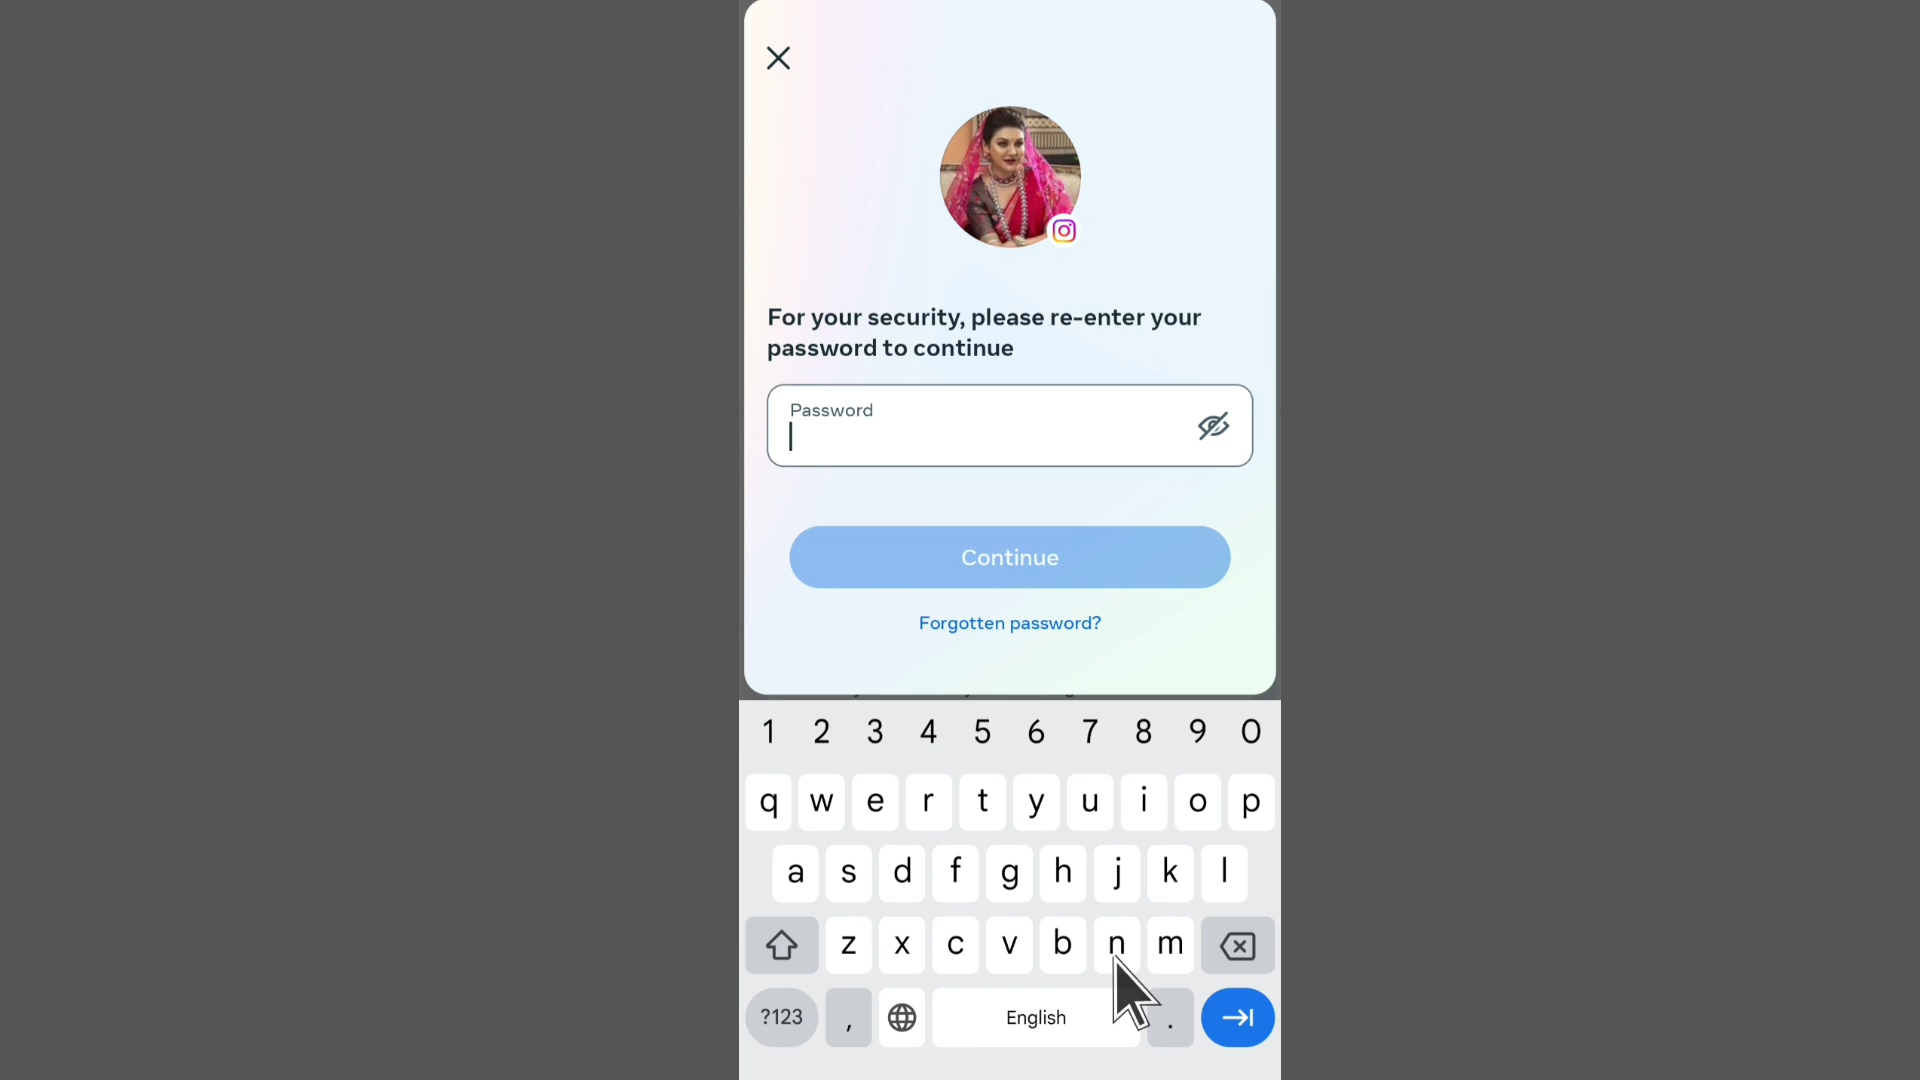 For your security, please re-enter your
password to continue
Password
Continue
Forgotten password?
1 2 3 4 5 6 7 8 9 0
q w e r t y u i o p
a s d f g h j k l
z x c v b n m
?123 , English .